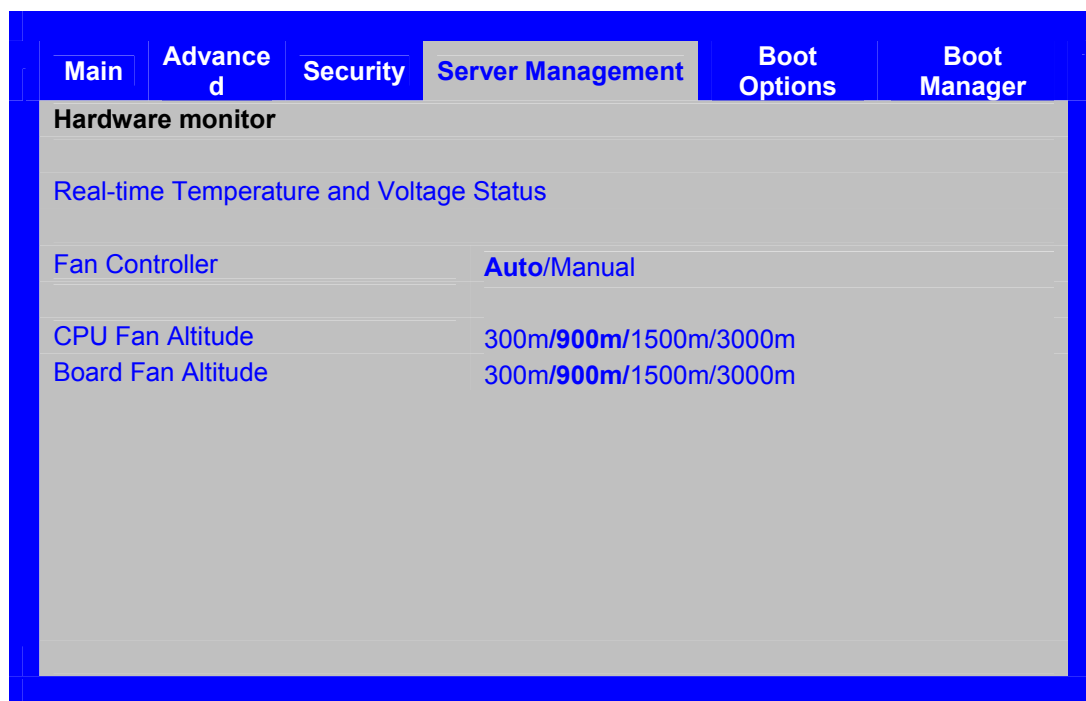 Main Advance d Security Server Management Boot Options Boot Manager
Hardware monitor
Real-time Temperature and Voltage Status
Fan Controller Auto/Manual
CPU Fan Altitude 300m/900m/1500m/3000m
Board Fan Altitude 300m/900m/1500m/3000m